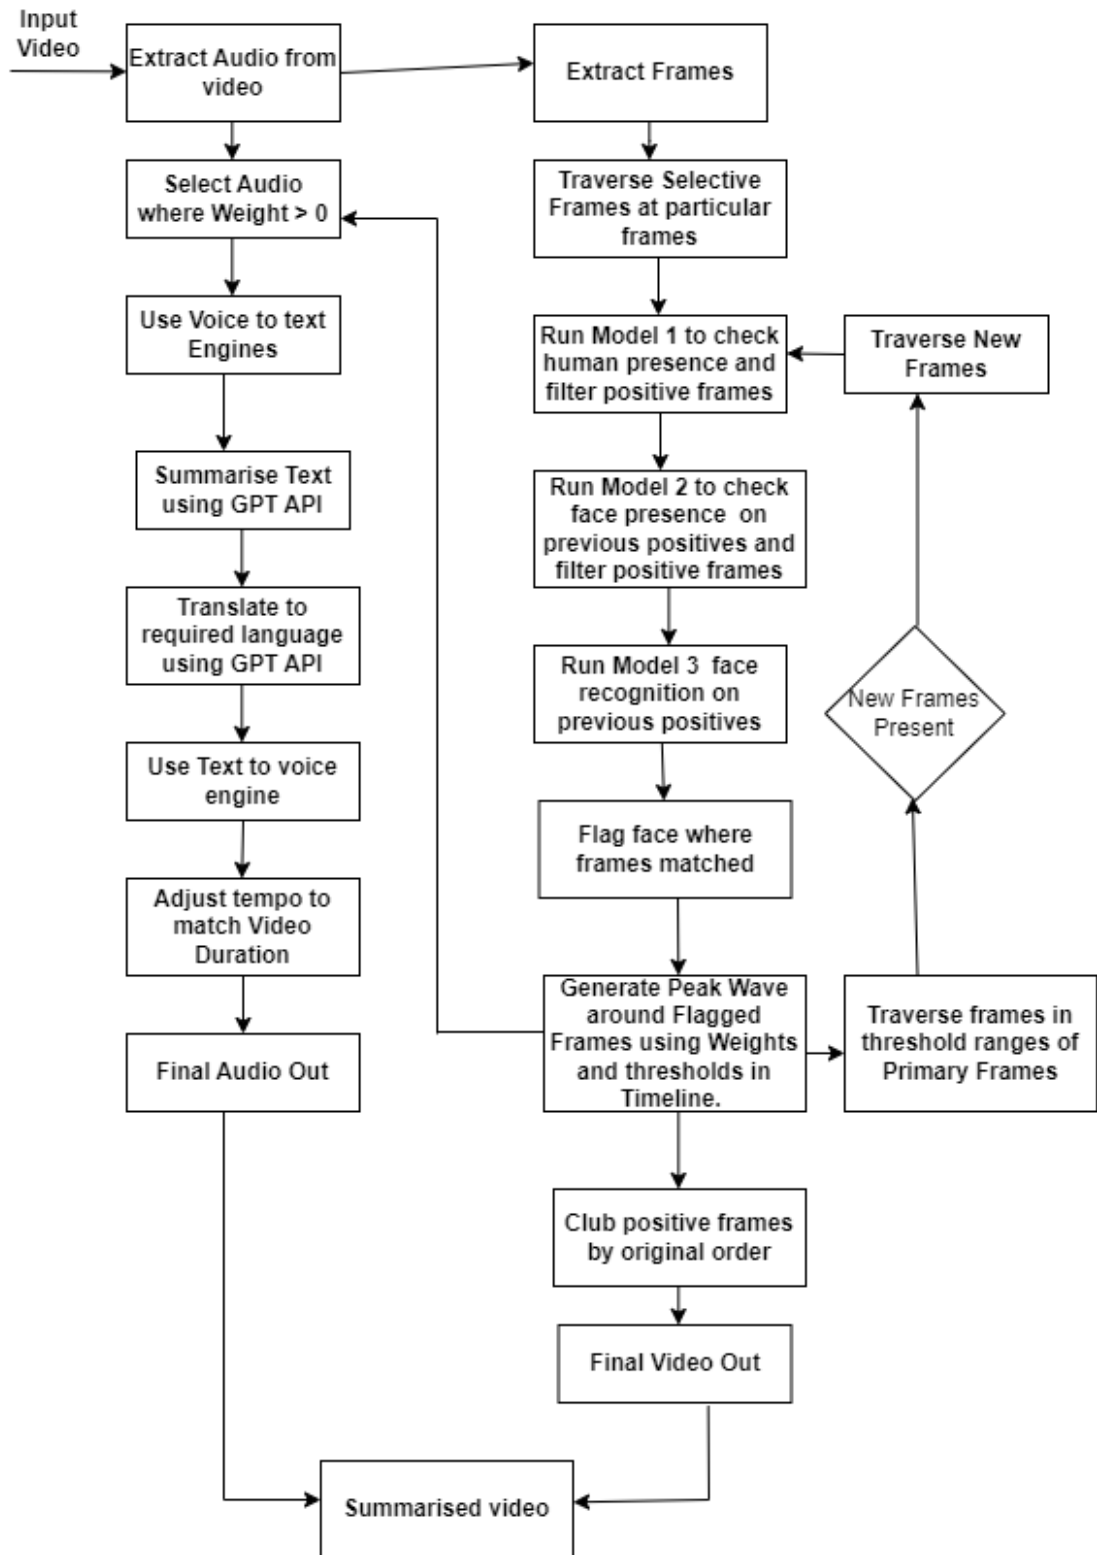 Input
Video
Extract Audio from
video
Extract Frames
Select Audio
where Weight > 0
Traverse Selective
Frames at particular
frames
Use Voice to text
Engines
Run Model 1 to check
human presence and
filter positive frames
Traverse New
Frames
Summarise Text
using GPT API
Run Model 2 to check
face presence on
previous positives and
filter positive frames
Translate to
required language
using GPT API
Run Model 3 face
recognition on
previous positives
New Frames
Present
Use Text to voice
engine
Flag face where
frames matched
Adjust tempo to
match Video
Duration
Generate Peak Wave
around Flagged
Frames using Weights
and thresholds in
Timeline.
Traverse frames in
threshold ranges of
Primary Frames
Final Audio Out
Club positive frames
by original order
Final Video Out
Summarised video